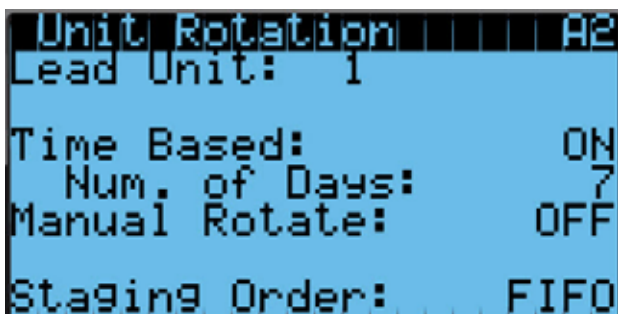 Unit Rotation A2
Lead Unit: 1
Time Based: ON
Num. of Days: 7
Manual Rotate: OFF
Staging Order: FIFO